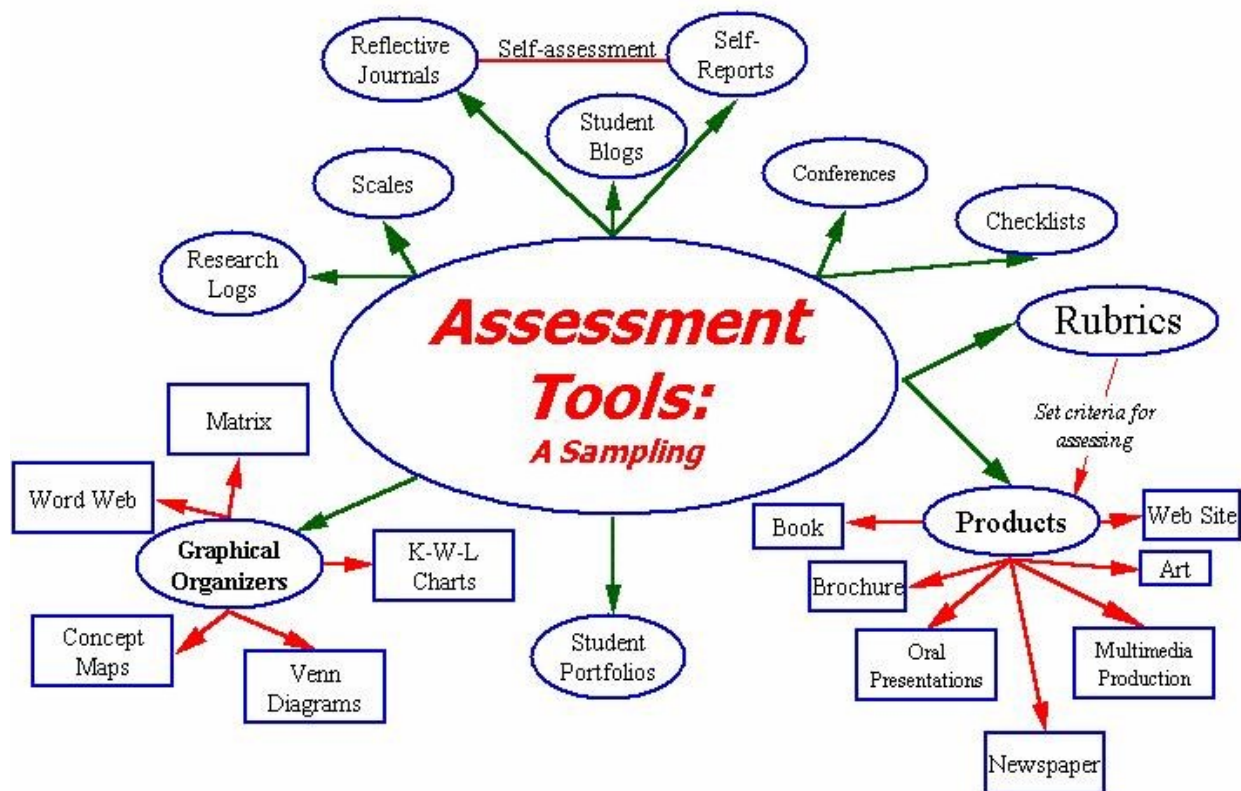 Reflective
Journals
Self-assessment
Self-
Reports
Student
Blogs
Scales
Conferences
Checklists
Research
Logs
Assessment
Tools:
A Sampling
Rubrics
Set criteria for
assessing
Matrix
Word Web
Graphical
Organizers
K-W-L
Charts
Concept
Maps
Venn
Diagrams
Student
Portfolios
Products
Book
Web Site
Brochure
Art
Oral
Presentations
Multimedia
Production
Newspaper